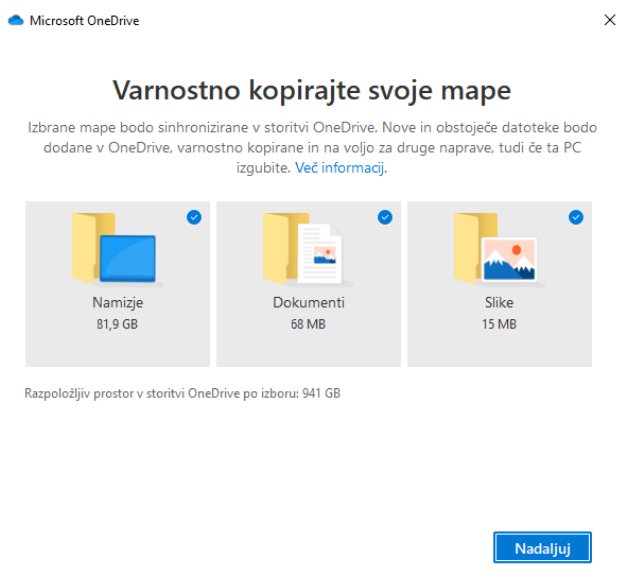 Microsoft OneDrive
Varnostno kopirajte svoje mape
Izbrane mape bodo sinhronizirane v storitvi OneDrive. Nove in obstoječe datoteke bodo
dodane v OneDrive, varnostno kopirane in na voljo za druge naprave, tudi če ta PC
izgubite. Več informacij.
Namizje
81,9 GB
Dokumenti
68 MB
Slike
15 MB
Razpoložljiv prostor v storitvi OneDrive po izboru: 941 GB
Nadaljuj